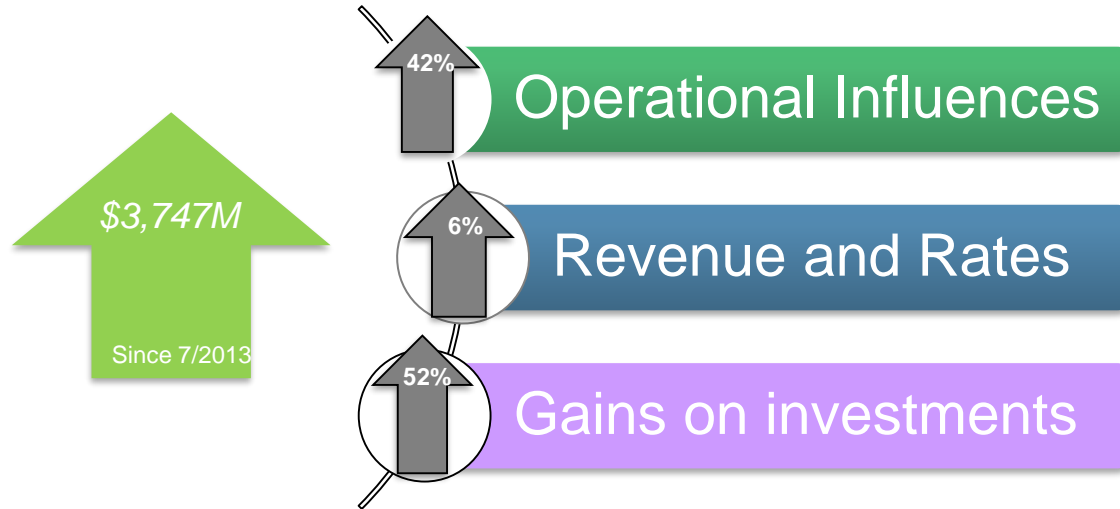 $3,747M
Since 7/2013
42%
Operational Influences
6%
Revenue and Rates
52%
Gains on investments